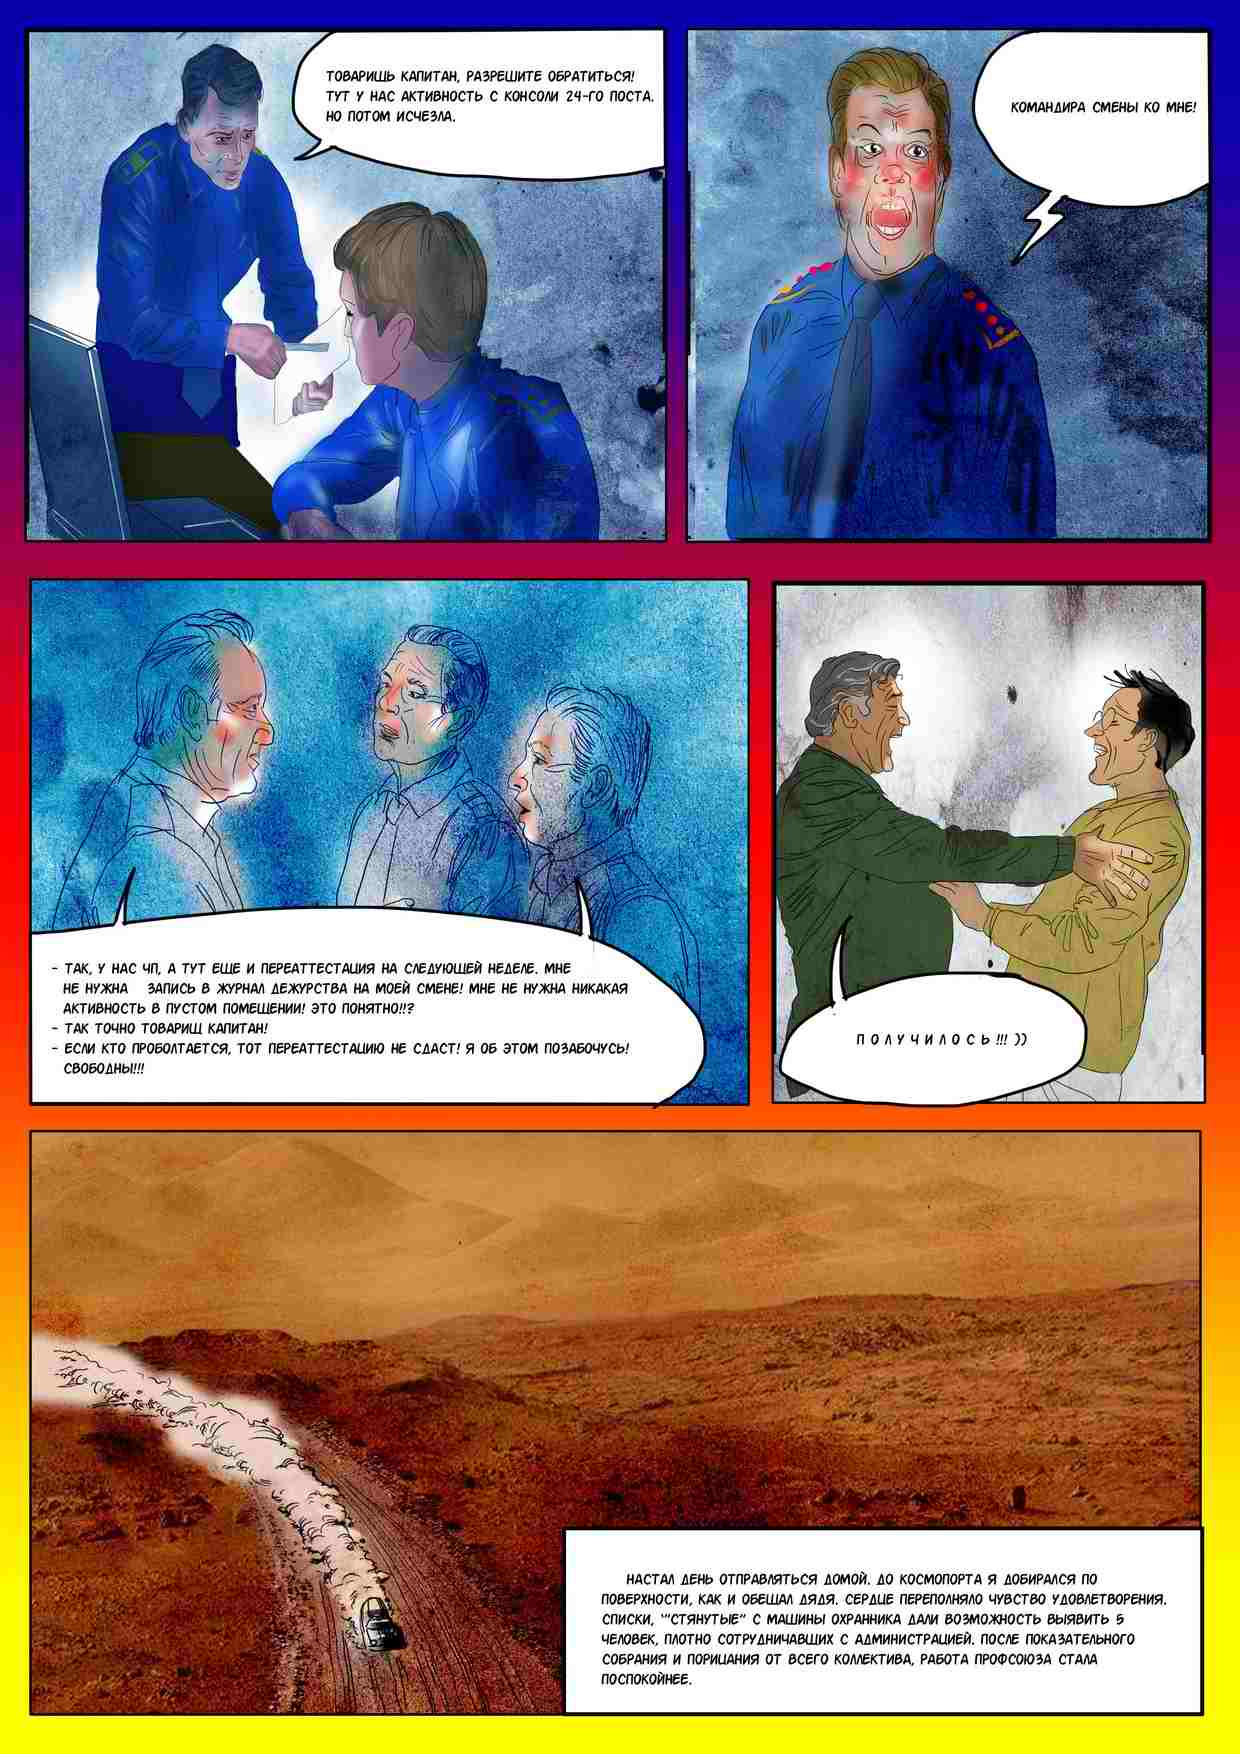 ТОВАРИЩЬ КАПИТАН, РАЗРЕШИТЕ ОБРАТИТЬСЯ!
ТУТ У НАС АКТИВНОСТЬ С КОНСОЛИ 24-ГО ПОСТА.
НО ПОТОМ ИСЧЕЗЛА.
КОМАНДИРА СМЕНЫ КО МНЕ!
- ТАК, У НАС ЧП, А ТУТ ЕЩЕ И ПЕРЕАТТЕСТАЦИЯ НА СЛЕДУЮЩЕЙ НЕДЕЛЕ. МНЕ
НЕ НУЖНА ЗАПИСЬ В ЖУРНАЛ ДЕЖУРСТВА НА МОЕЙ СМЕНЕ! МНЕ НЕ НУЖНА НИКАКАЯ
АКТИВНОСТЬ В ПУСТОМ ПОМЕЩЕНИИ! ЭТО ПОНЯТНО!!?
- ТАК ТОЧНО ТОВАРИЩ КАПИТАН!
- ЕСЛИ КТО ПРОБОЛТАЕТСЯ, ТОТ ПЕРЕАТТЕСТАЦИЮ НЕ СДАСТ! Я ОБ ЭТОМ ПОЗАБОЧУСЬ!
СВОБОДНЫ!!!
ПОЛУЧИЛОСЬ!!! ))
НАСТАЛ ДЕНЬ ОТПРАВЛЯТЬСЯ ДОМОЙ. ДО КОСМОПОРТА Я ДОБИРАЛСЯ ПО
ПОВЕРХНОСТИ, КАК И ОБЕЩАЛ ДЯДЯ. СЕРДЦЕ ПЕРЕПОЛНЯЛО ЧУВСТВО УДОВЛЕТВОРЕНИЯ.
СПИСКИ, '"СТЯНУТЫЕ" С МАШИНЫ ОХРАННИКА ДАЛИ ВОЗМОЖНОСТЬ ВЫЯВИТЬ 5
ЧЕЛОВЕК, ПЛОТНО СОТРУДНИЧАВШИХ С АДМИНИСТРАЦИЕЙ. ПОСЛЕ ПОКАЗАТЕЛЬНОГО
СОБРАНИЯ И ПОРИЦАНИЯ ОТ ВСЕГО КОЛЛЕКТИВА, РАБОТА ПРОФСОЮЗА СТАЛА
ПОСПОКОЙНЕЕ.